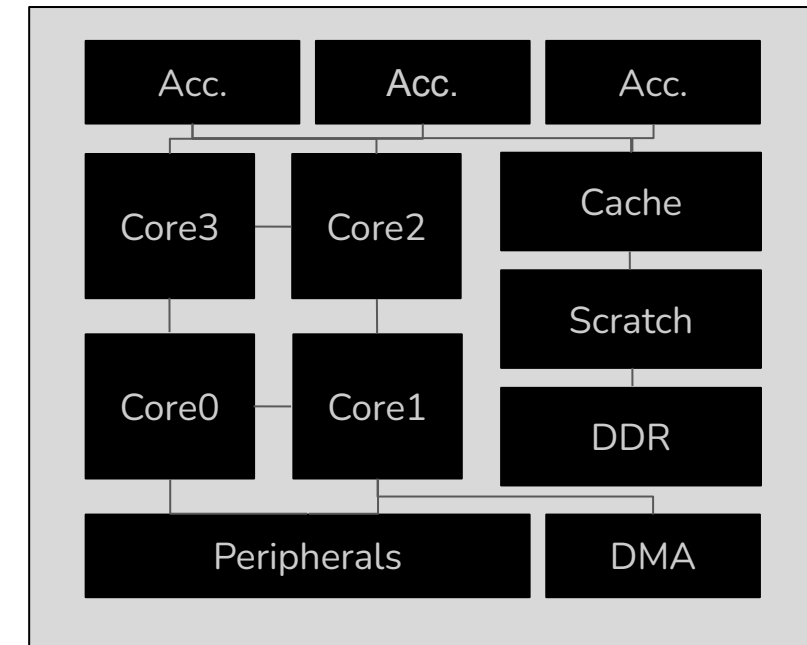 Acc.
Acc.
Acc.
Core3
Core2
Cache
Scratch
Core0
Core1
DDR
Peripherals
DMA